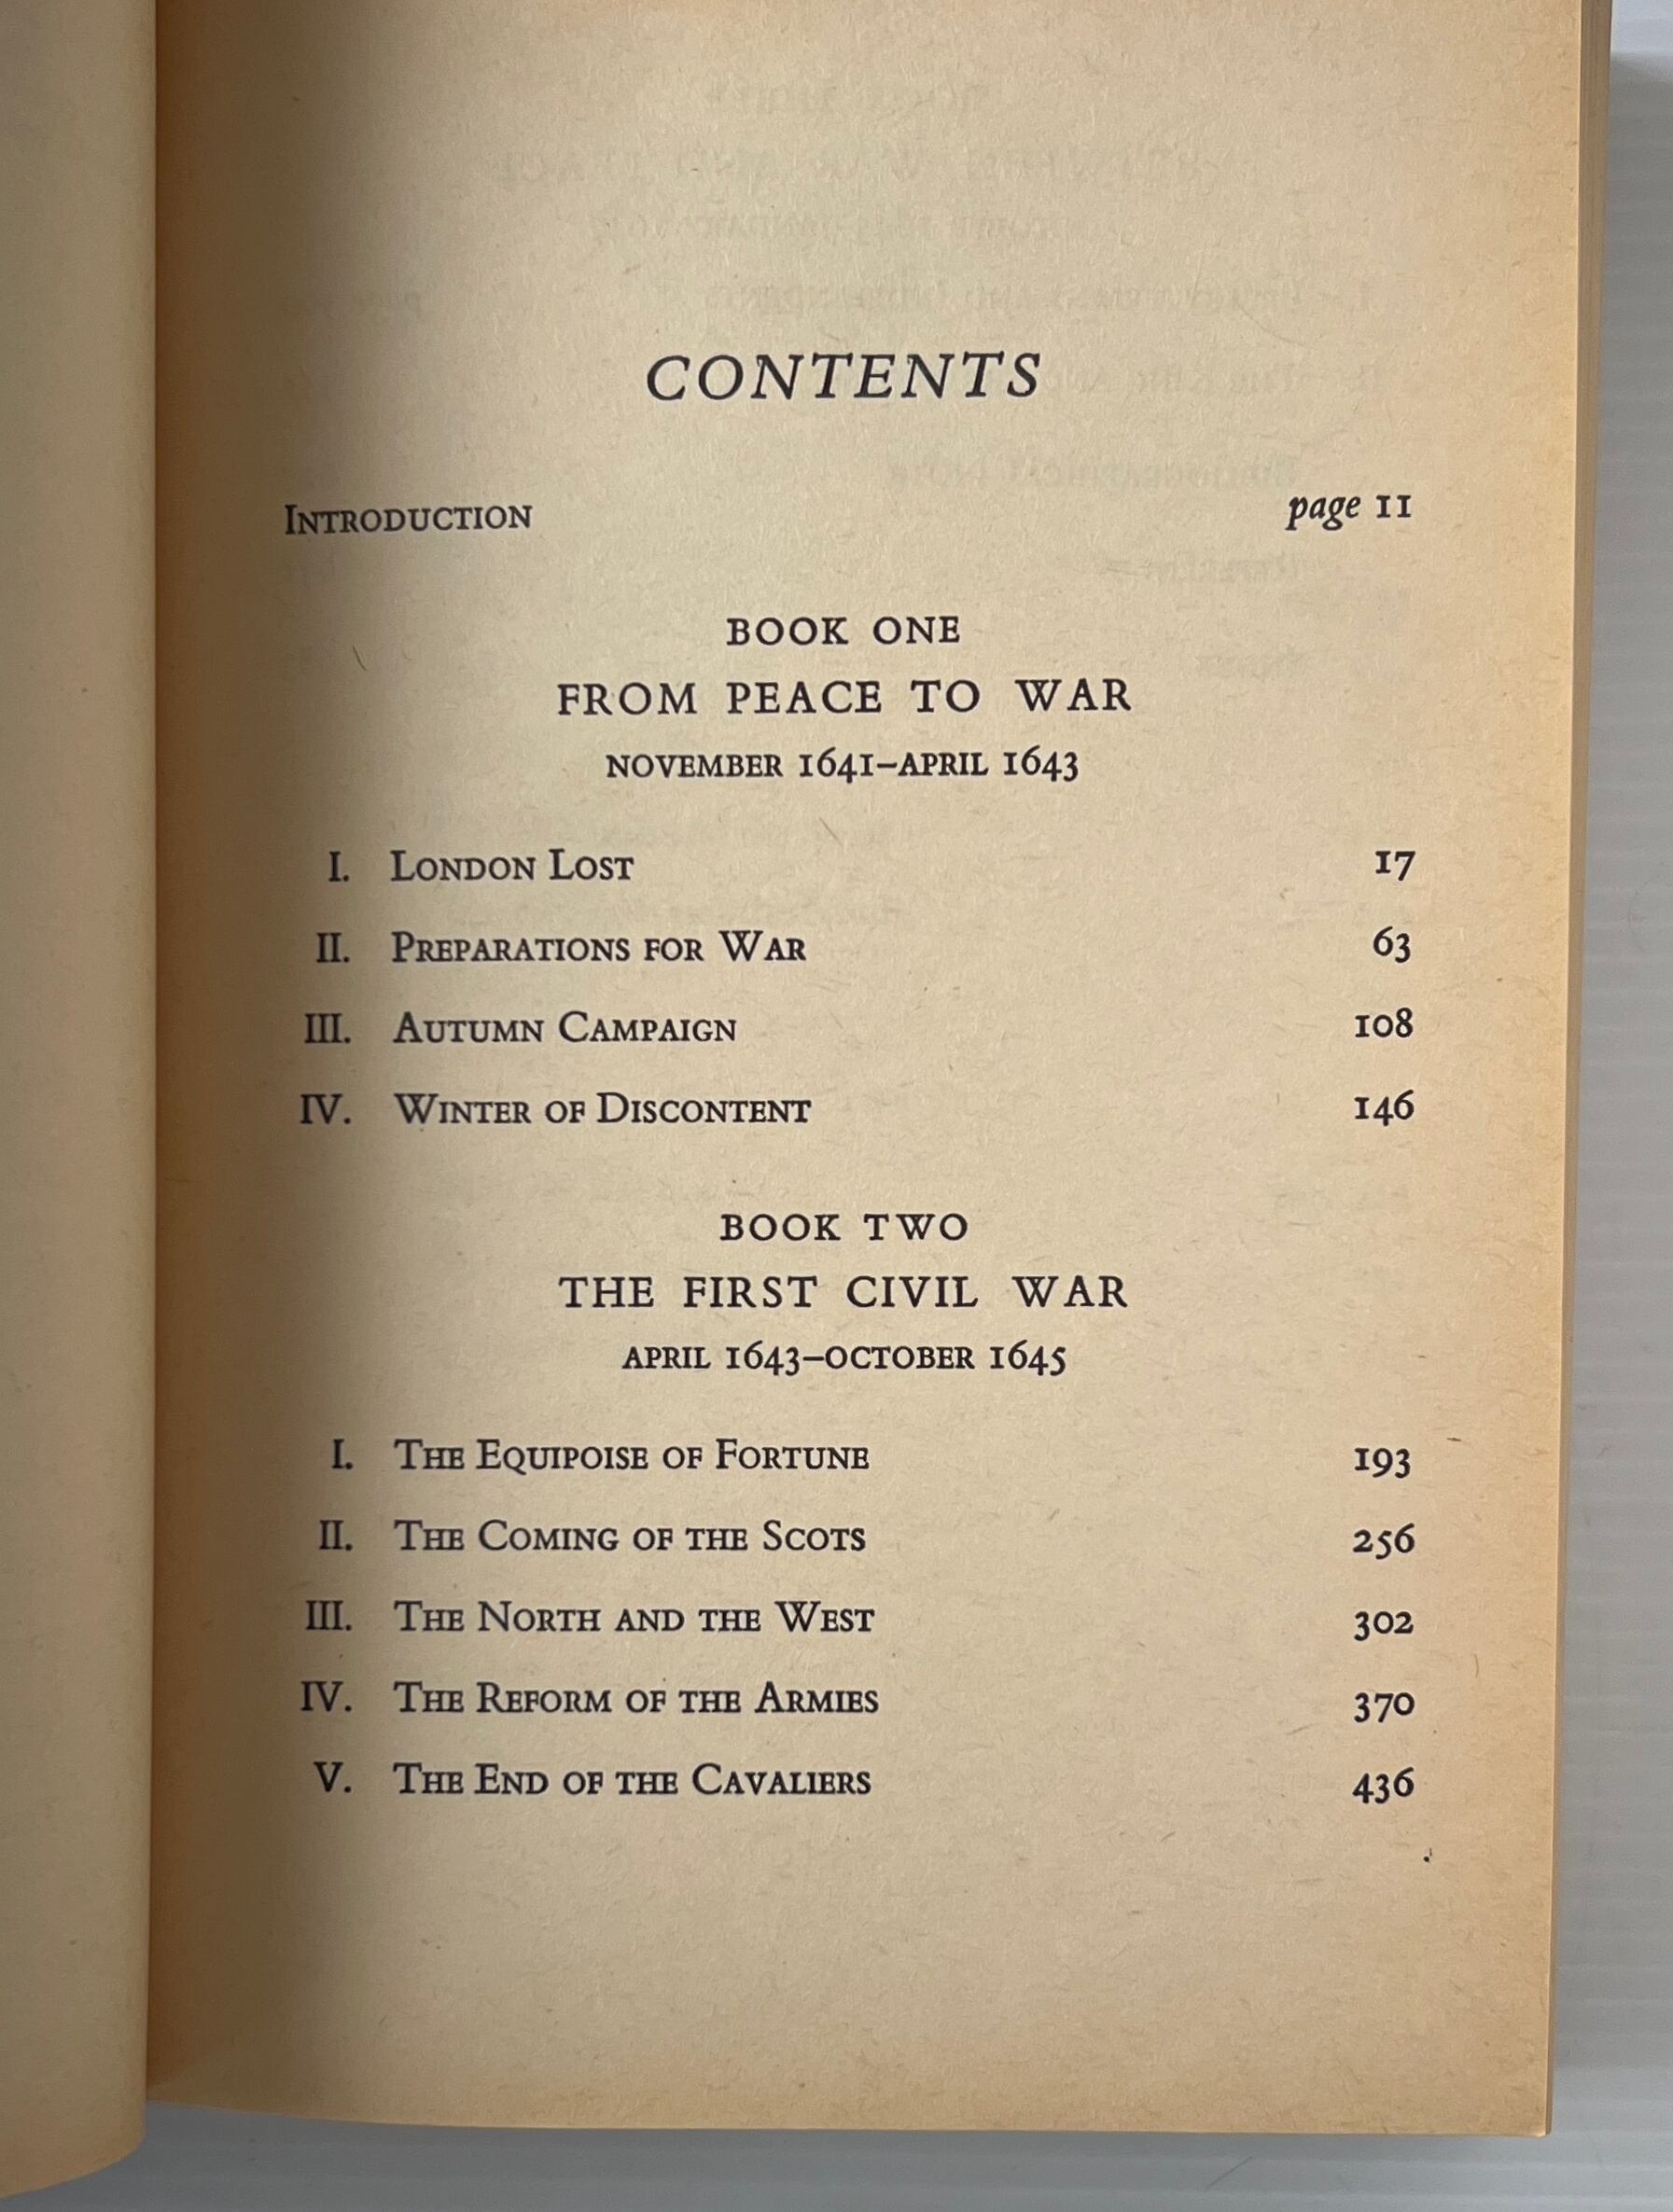 CONTENTS
INTRODUCTION page 11
BOOK ONE
FROM PEACE TO WAR
NOVEMBER 1641–APRIL 1643
I. LONDON LOST 17
II. PREPARATIONS FOR WAR 63
III. AUTUMN CAMPAIGN 108
IV. WINTER OF DISCONTENT 146
BOOK TWO
THE FIRST CIVIL WAR
APRIL 1643–OCTOBER 1645
I. THE EQUIPOISE OF FORTUNE 193
II. THE COMING OF THE SCOTS 256
III. THE NORTH AND THE WEST 302
IV. THE REFORM OF THE ARMIES 370
V. THE END OF THE CAVALIERS 436